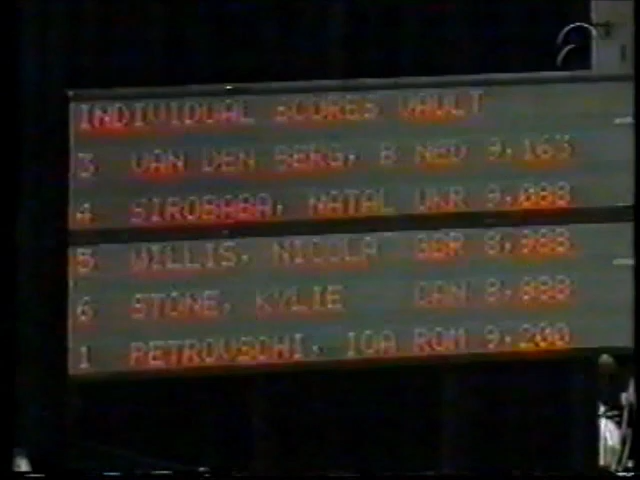 INDIVIDUAL SCORES VAULT
3 VAN DEN BERG, B NED 9.163
4 SIROBABA, NATAL UKR 9.088
5 WILLIS, NICOLA GBR 8.988
6 STONE, KYLIE CAN 8.888
1 PETROVSCHI, IOA ROM 9.200